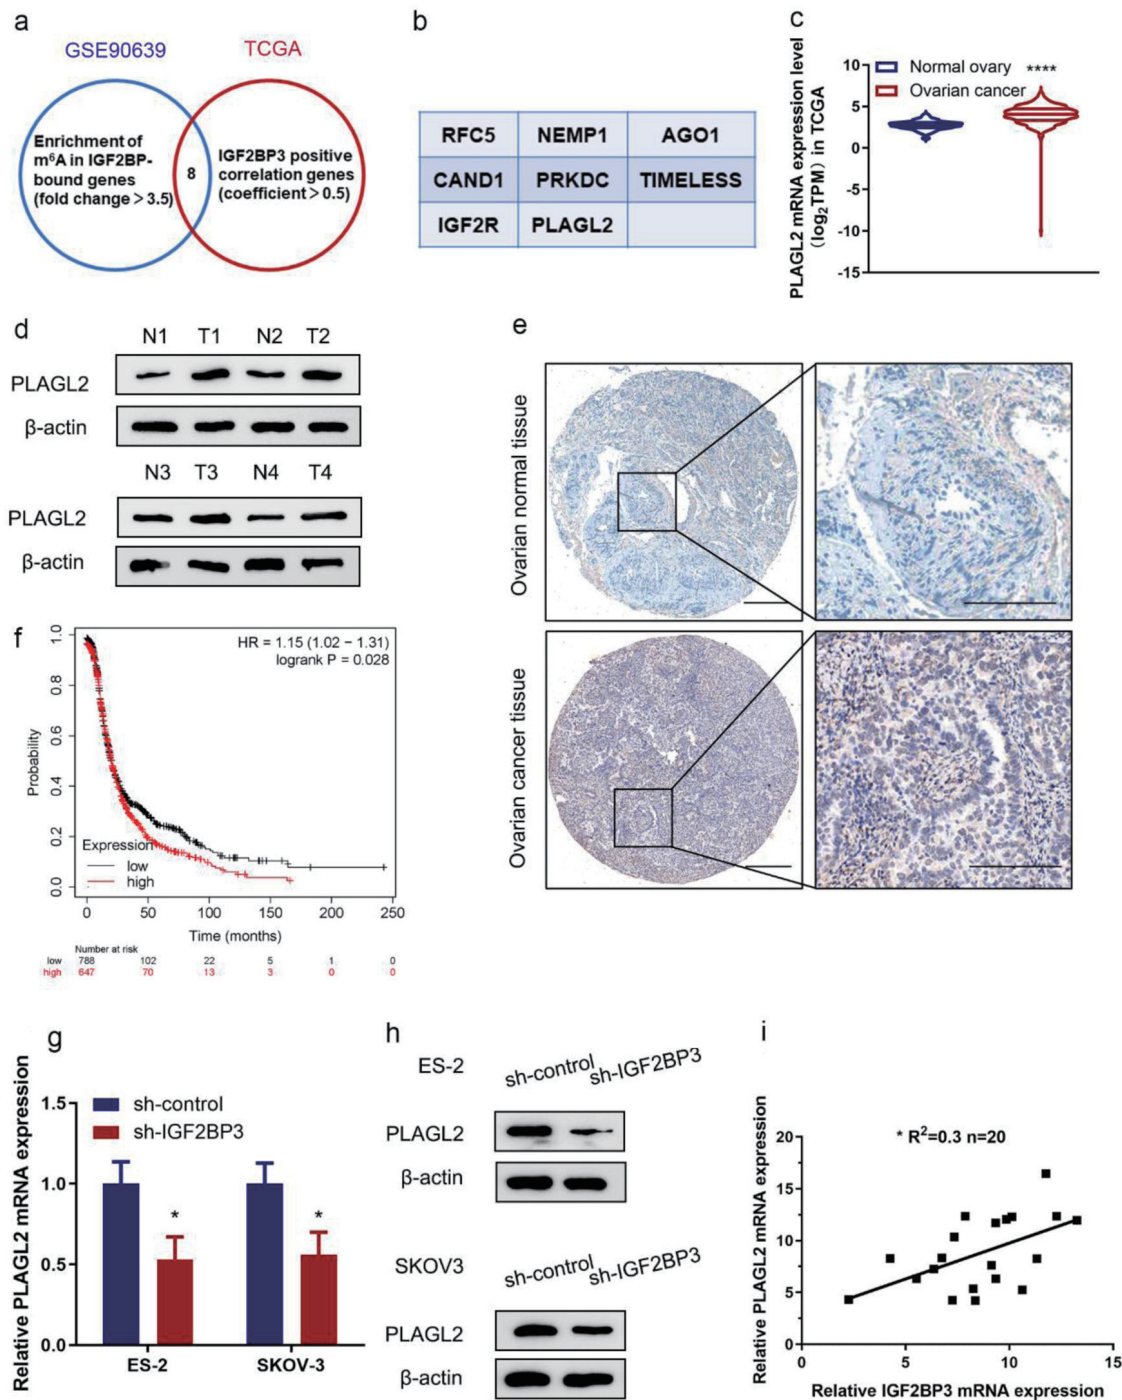 a
GSE90639
TCGA
Enrichment of
m⁶A in IGF2BP-
bound genes
(fold change > 3.5)
8
IGF2BP3 positive
correlation genes
(coefficient > 0.5)
b
RFC5 NEMP1 AGO1
CAND1 PRKDC TIMELESS
IGF2R PLAGL2
c
PLAGL2 mRNA expression level
(log₂TPM) in TCGA
10
5
0
-5
-10
-15
Normal ovary
Ovarian cancer
****
d
N1 T1 N2 T2
PLAGL2
β-actin
N3 T3 N4 T4
PLAGL2
β-actin
e
Ovarian normal tissue
Ovarian cancer tissue
f
HR = 1.15 (1.02 − 1.31)
logrank P = 0.028
Probability
1.0
0.8
0.6
0.4
0.2
0.0
Expression
low
high
0 50 100 150 200 250
Time (months)
Number at risk
low 788 102 22 5 1 0
high 647 70 13 3 0 0
g
Relative PLAGL2 mRNA expression
1.5
1.0
0.5
0.0
sh-control
sh-IGF2BP3
* *
ES-2 SKOV-3
h
ES-2
sh-control sh-IGF2BP3
PLAGL2
β-actin
SKOV3
sh-control sh-IGF2BP3
PLAGL2
β-actin
i
Relative PLAGL2 mRNA expression
20
15
10
5
0
* R²=0.3 n=20
0 5 10 15
Relative IGF2BP3 mRNA expression